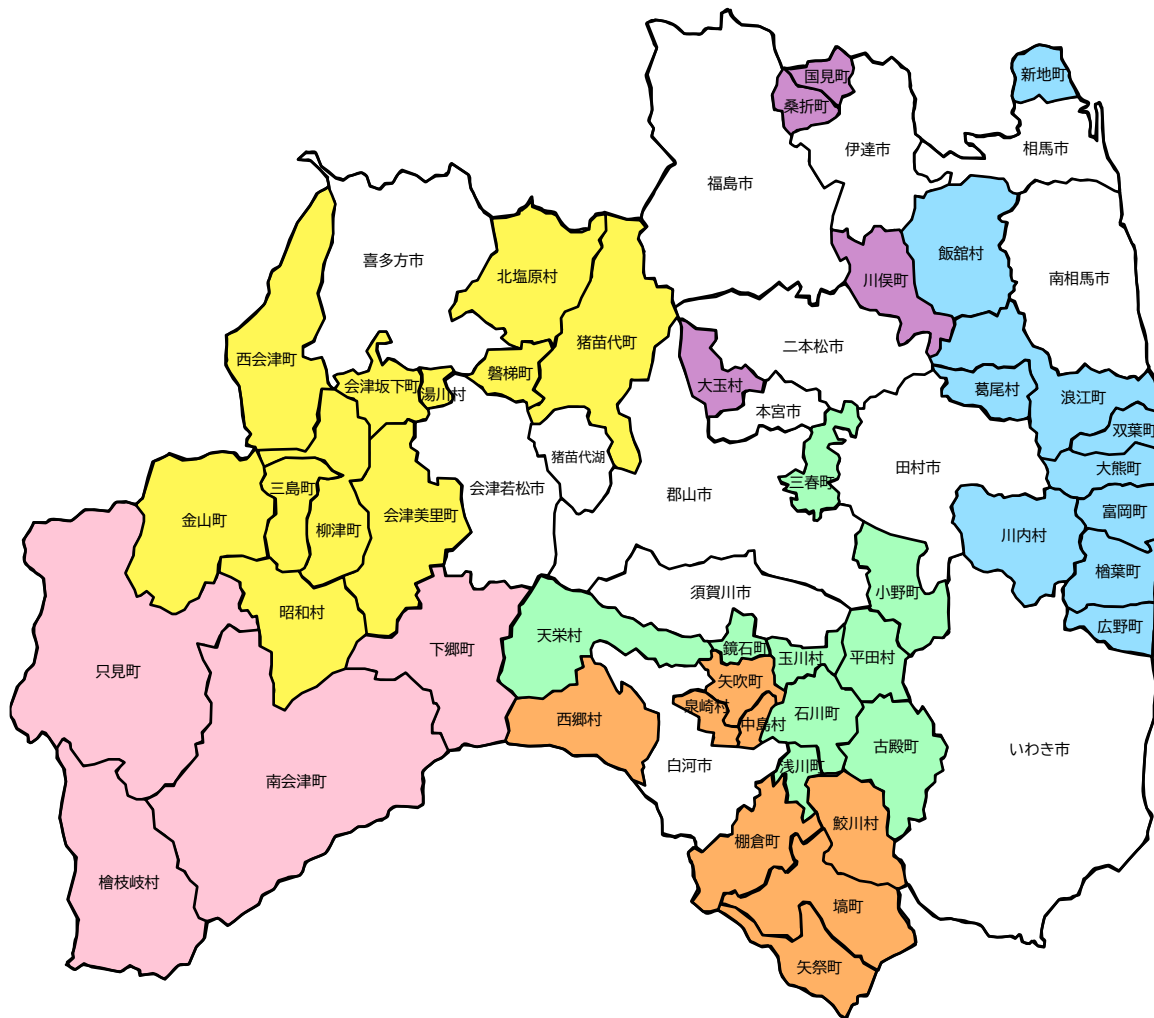 国見町
新地町
桑折町
伊達市
相馬市
福島市
喜多方市
北塩原村
飯舘村
川俣町
南相馬市
猪苗代町
二本松市
西会津町
磐梯町
会津坂下町
湯川村
大玉村
葛尾村
浪江町
本宮市
双葉町
猪苗代湖
田村市
大熊町
三島町
会津若松市
三春町
郡山市
富岡町
金山町
柳津町
会津美里町
川内村
楢葉町
須賀川市
小野町
昭和村
広野町
天栄村
下郷町
鏡石町
玉川村
平田村
只見町
矢吹町
泉崎村
西郷村
中島村
石川町
古殿町
いわき市
白河市
浅川町
南会津町
鮫川村
棚倉町
檜枝岐村
塙町
矢祭町